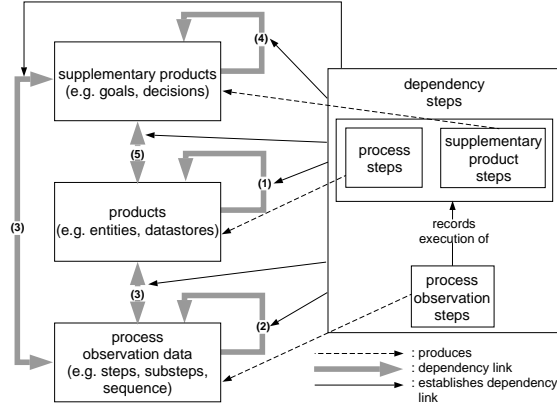 supplementary products
(e.g. goals, decisions)
(4)
dependency
steps
process
steps
supplementary
product
steps
(5)
(1)
products
(e.g. entities, datastores)
(3)
records
execution of
(3)
process
observation
steps
process
observation data
(e.g. steps, substeps,
sequence)
(2)
: produces
: dependency link
: establishes dependency
link